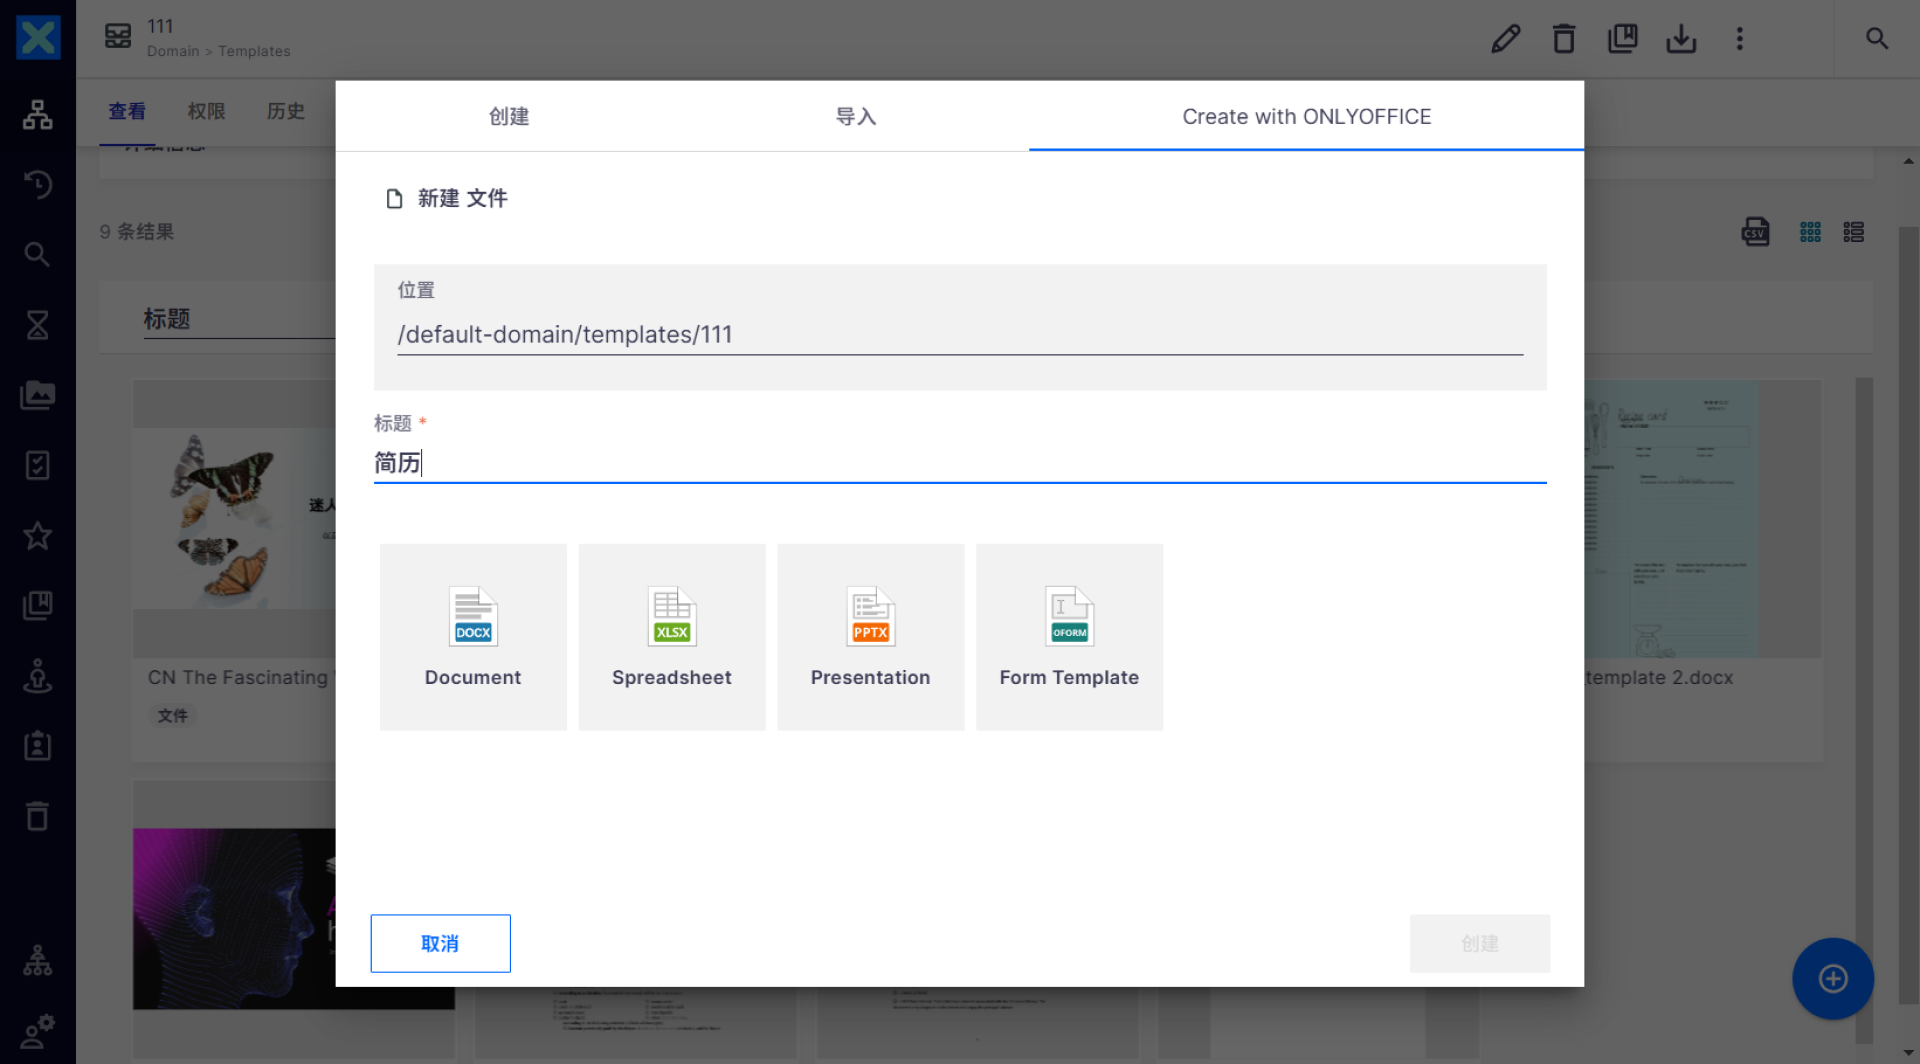 111
Domain > Templates
查看
权限
历史
创建
导入
Create with ONLYOFFICE
新建 文件
9 条结果
CSV
位置
/default-domain/templates/111
标题
标题 *
简历
迷人
DOCX
XLSX
PPTX
OFORM
Document
Spreadsheet
Presentation
Form Template
CN The Fascinating
template 2.docx
文件
取消
创建